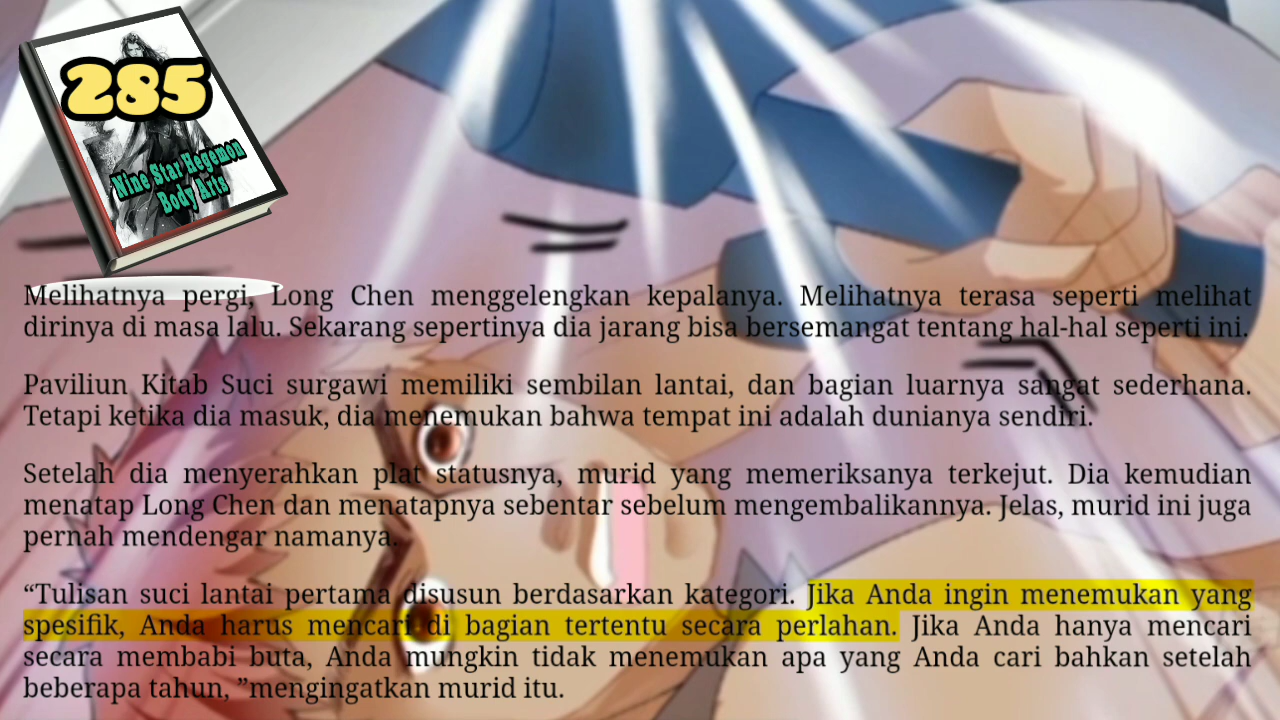 285
Nine Star Hegemon
Body Arts
Melihatnya pergi, Long Chen menggelengkan kepalanya. Melihatnya terasa seperti melihat
dirinya di masa lalu. Sekarang sepertinya dia jarang bisa bersemangat tentang hal-hal seperti ini.
Paviliun Kitab Suci surgawi memiliki sembilan lantai, dan bagian luarnya sangat sederhana.
Tetapi ketika dia masuk, dia menemukan bahwa tempat ini adalah dunianya sendiri.
Setelah dia menyerahkan plat statusnya, murid yang memeriksanya terkejut. Dia kemudian
menatap Long Chen dan menatapnya sebentar sebelum mengembalikannya. Jelas, murid ini juga
pernah mendengar namanya.
“Tulisan suci lantai pertama disusun berdasarkan kategori. Jika Anda ingin menemukan yang
spesifik, Anda harus mencari di bagian tertentu secara perlahan. Jika Anda hanya mencari
secara membabi buta, Anda mungkin tidak menemukan apa yang Anda cari bahkan setelah
beberapa tahun, ”mengingatkan murid itu.